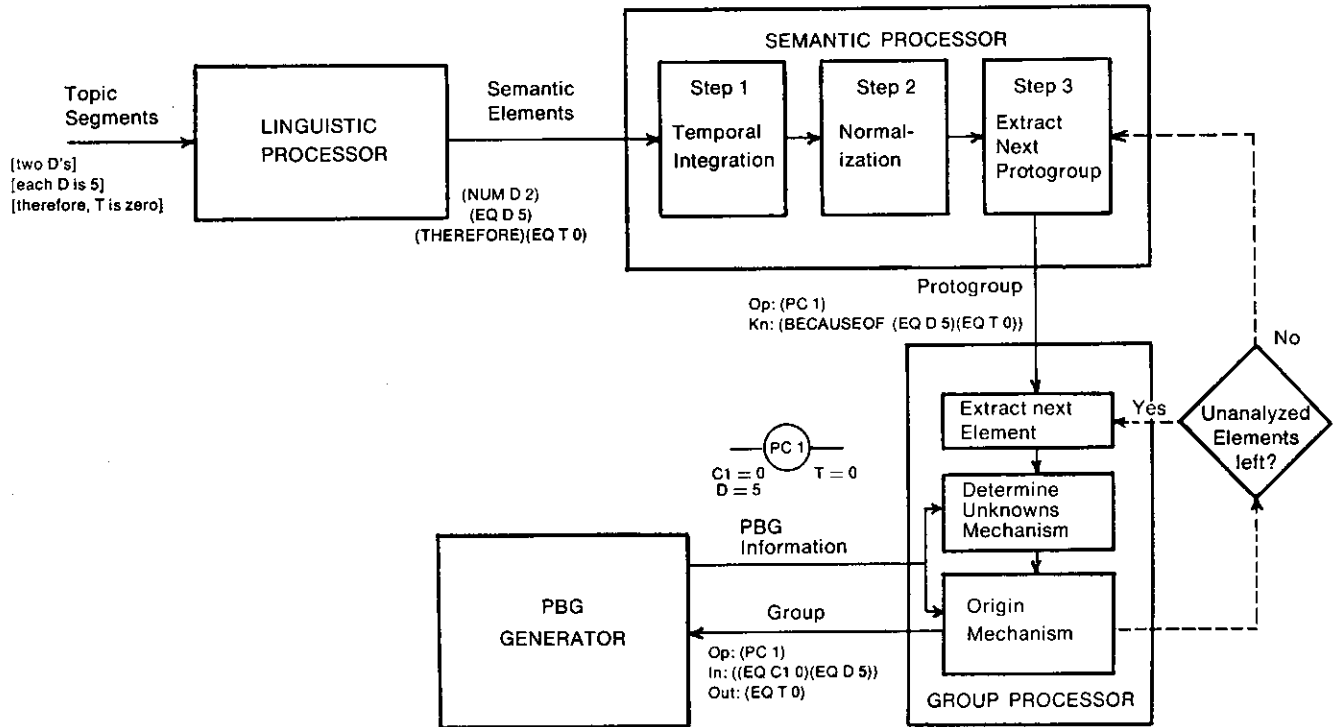 SEMANTIC PROCESSOR
Topic
Segments
[two D's]
[each D is 5]
[therefore, T is zero]
LINGUISTIC
PROCESSOR
Semantic
Elements
(NUM D 2)
(EQ D 5)
(THEREFORE)(EQ T 0)
Step 1
Temporal
Integration
Step 2
Normal-
ization
Step 3
Extract
Next
Protogroup
Protogroup
Op: (PC 1)
Kn: (BECAUSEOF (EQ D 5)(EQ T 0))
No
Yes
Unanalyzed
Elements
left?
Extract next
Element
PC 1
C1 = 0
D = 5
T = 0
Determine
Unknowns
Mechanism
PBG
Information
PBG
GENERATOR
Group
Op: (PC 1)
In: ((EQ C1 0)(EQ D 5))
Out: (EQ T 0)
Origin
Mechanism
GROUP PROCESSOR